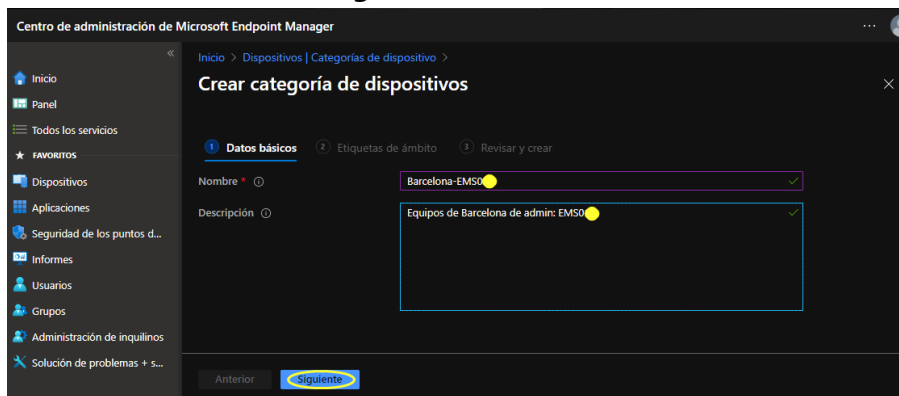 Centro de administración de Microsoft Endpoint Manager
Inicio > Dispositivos | Categorías de dispositivo >
Crear categoría de dispositivos
Inicio
Panel
Todos los servicios
FAVORITOS
Dispositivos
Aplicaciones
Seguridad de los puntos d...
Informes
Usuarios
Grupos
Administración de inquilinos
Solución de problemas + s...
1 Datos básicos 2 Etiquetas de ámbito 3 Revisar y crear
Nombre * Barcelona-EMS0
Descripción Equipos de Barcelona de admin: EMS0
Anterior Siguiente